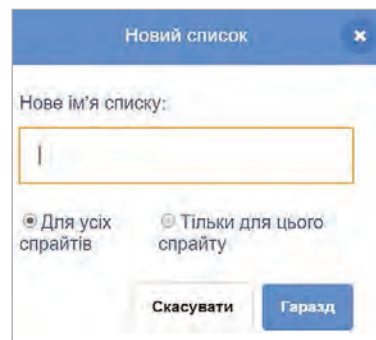 Новий список
Нове ім'я списку:
Для усіх спрайтів
Тільки для цього спрайту
Скасувати Гаразд